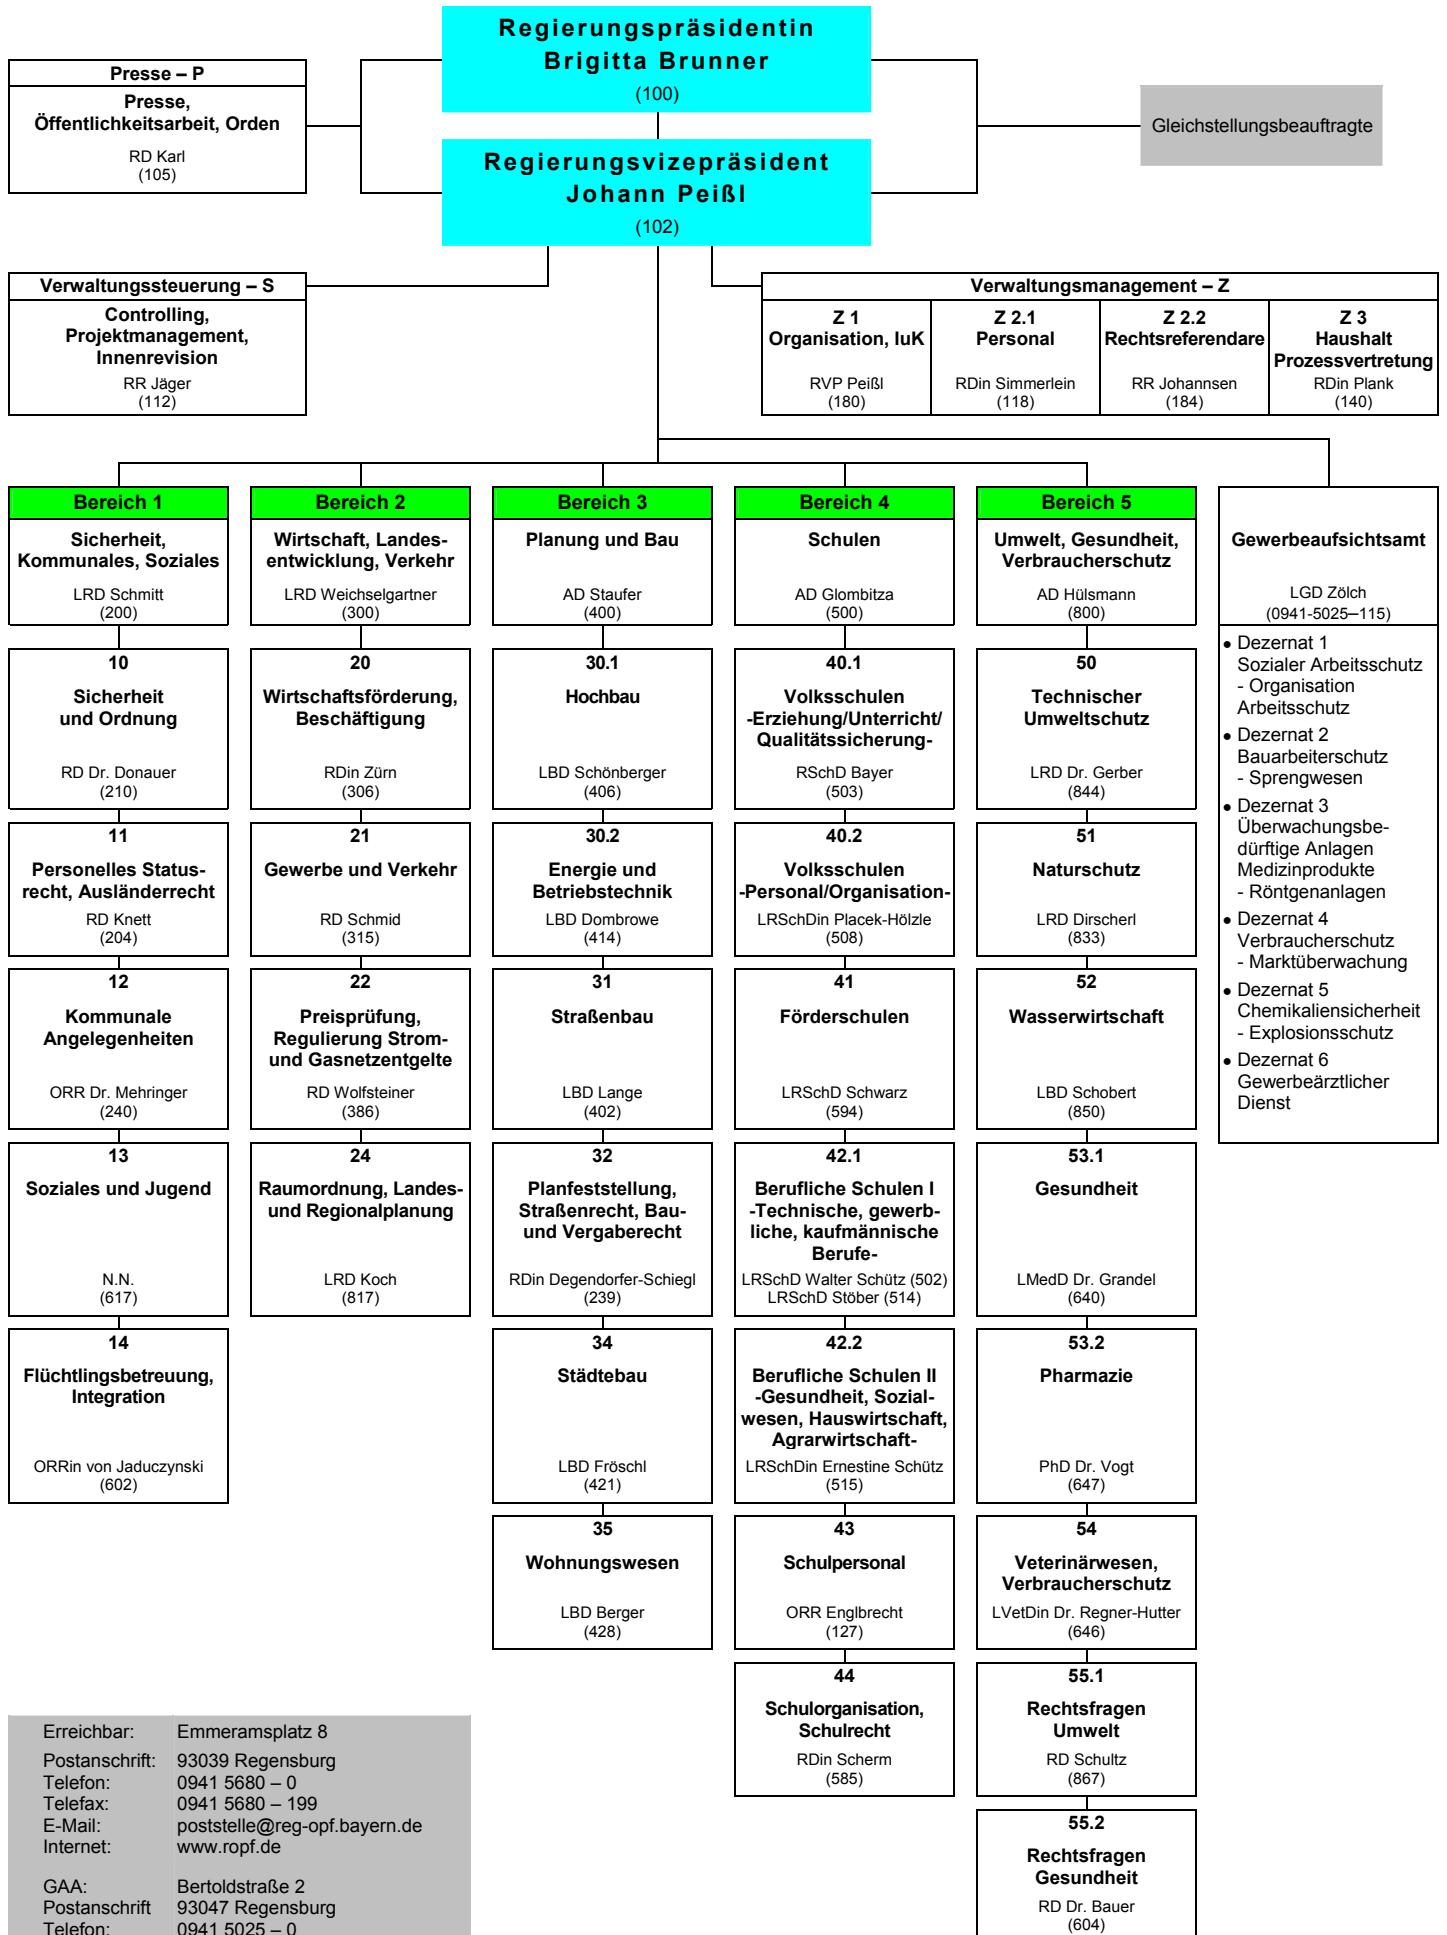 Regierungspräsidentin
Brigitta Brunner
(100)
Presse – P
Presse,
Öffentlichkeitsarbeit, Orden
RD Karl
(105)
Gleichstellungsbeauftragte
Regierungsvizepräsident
Johann Peißl
(102)
Verwaltungssteuerung – S
Controlling,
Projektmanagement,
Innenrevision
RR Jäger
(112)
Verwaltungsmanagement – Z
Z 1
Organisation, IuK
RVP Peißl
(180)
Z 2.1
Personal
RDin Simmerlein
(118)
Z 2.2
Rechtsreferendare
RR Johannsen
(184)
Z 3
Haushalt
Prozessvertretung
RDin Plank
(140)
Bereich 1
Sicherheit,
Kommunales, Soziales
LRD Schmitt
(200)
10
Sicherheit
und Ordnung
RD Dr. Donauer
(210)
11
Personelles Status-
recht, Ausländerrecht
RD Knett
(204)
12
Kommunale
Angelegenheiten
ORR Dr. Mehringer
(240)
13
Soziales und Jugend
N.N.
(617)
14
Flüchtlingsbetreuung,
Integration
ORRin von Jaduczynski
(602)
Bereich 2
Wirtschaft, Landes-
entwicklung, Verkehr
LRD Weichselgartner
(300)
20
Wirtschaftsförderung,
Beschäftigung
RDin Zürn
(306)
21
Gewerbe und Verkehr
RD Schmid
(315)
22
Preisprüfung,
Regulierung Strom-
und Gasnetzentgelte
RD Wolfsteiner
(386)
24
Raumordnung, Landes-
und Regionalplanung
LRD Koch
(817)
Bereich 3
Planung und Bau
AD Staufer
(400)
30.1
Hochbau
LBD Schönberger
(406)
30.2
Energie und
Betriebstechnik
LBD Dombrowe
(414)
31
Straßenbau
LBD Lange
(402)
32
Planfeststellung,
Straßenrecht, Bau-
und Vergaberecht
RDin Degendorfer-Schiegl
(239)
34
Städtebau
LBD Fröschl
(421)
35
Wohnungswesen
LBD Berger
(428)
Bereich 4
Schulen
AD Glombitza
(500)
40.1
Volksschulen
-Erziehung/Unterricht/
Qualitätssicherung-
RSchD Bayer
(503)
40.2
Volksschulen
-Personal/Organisation-
LRSchDin Placek-Hölzle
(508)
41
Förderschulen
LRSchD Schwarz
(594)
42.1
Berufliche Schulen I
-Technische, gewerb-
liche, kaufmännische
Berufe-
LRSchD Walter Schütz (502)
LRSchD Stöber (514)
42.2
Berufliche Schulen II
-Gesundheit, Sozial-
wesen, Hauswirtschaft,
Agrarwirtschaft-
LRSchDin Ernestine Schütz
(515)
43
Schulpersonal
ORR Englbrecht
(127)
44
Schulorganisation,
Schulrecht
RDin Scherm
(585)
Bereich 5
Umwelt, Gesundheit,
Verbraucherschutz
AD Hülsmann
(800)
50
Technischer
Umweltschutz
LRD Dr. Gerber
(844)
51
Naturschutz
LRD Dirscherl
(833)
52
Wasserwirtschaft
LBD Schobert
(850)
53.1
Gesundheit
LMedD Dr. Grandel
(640)
53.2
Pharmazie
PhD Dr. Vogt
(647)
54
Veterinärwesen,
Verbraucherschutz
LVetDin Dr. Regner-Hutter
(646)
55.1
Rechtsfragen
Umwelt
RD Schultz
(867)
55.2
Rechtsfragen
Gesundheit
RD Dr. Bauer
(604)
Gewerbeaufsichtsamt
LGD Zölch
(0941-5025–115)
● Dezernat 1
Sozialer Arbeitsschutz
- Organisation
Arbeitsschutz
● Dezernat 2
Bauarbeiterschutz
- Sprengwesen
● Dezernat 3
Überwachungsbe-
dürftige Anlagen
Medizinprodukte
- Röntgenanlagen
● Dezernat 4
Verbraucherschutz
- Marktüberwachung
● Dezernat 5
Chemikaliensicherheit
- Explosionsschutz
● Dezernat 6
Gewerbeärztlicher
Dienst
Erreichbar: Emmeramsplatz 8
Postanschrift: 93039 Regensburg
Telefon: 0941 5680 – 0
Telefax: 0941 5680 – 199
E-Mail: poststelle@reg-opf.bayern.de
Internet: www.ropf.de
GAA: Bertoldstraße 2
Postanschrift 93047 Regensburg
Telefon: 0941 5025 – 0